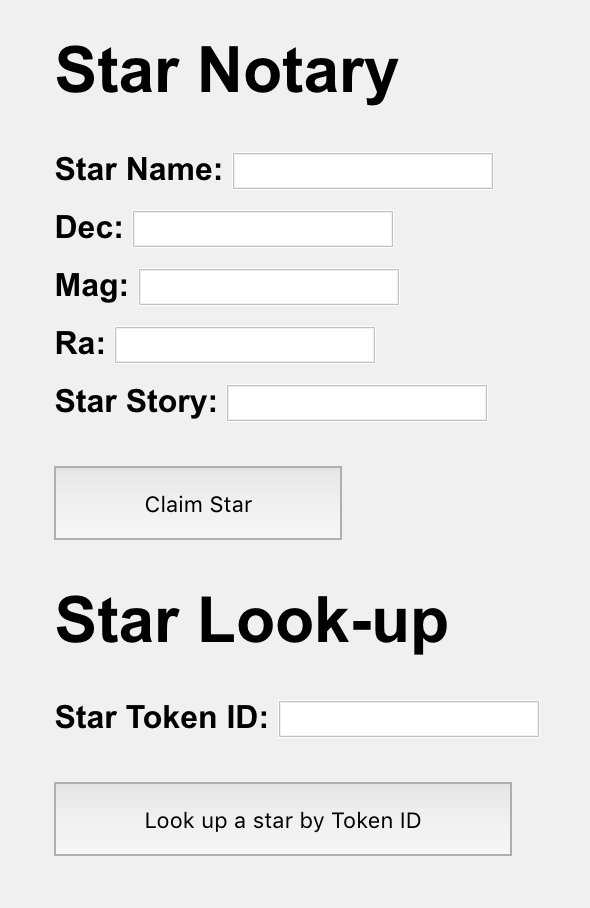 Star Notary
Star Name:
Dec:
Mag:
Ra:
Star Story:
Claim Star
Star Look-up
Star Token ID:
Look up a star by Token ID